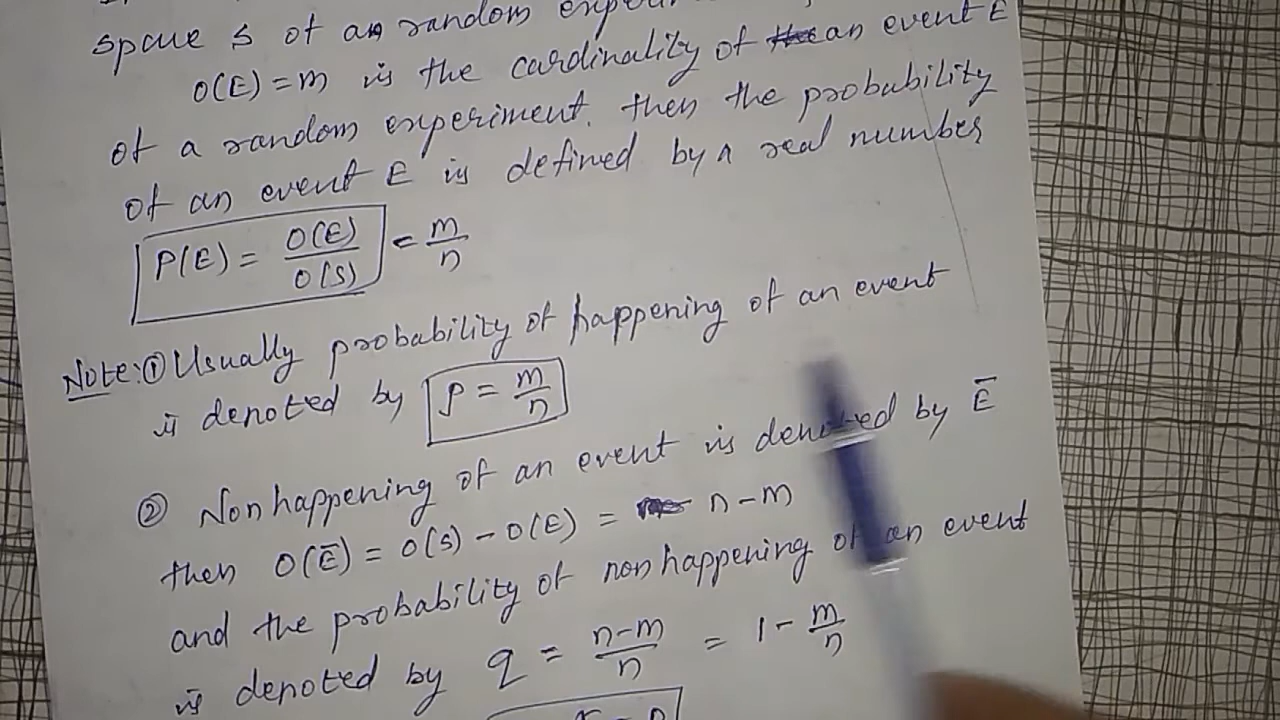 space S of a random
O(E) = m is the cardinality of an event E
of a random experiment. then the probability
of an event E is defined by a real number
P(E) = O(E)/O(S) = m/n
Note: ① Usually probability of happening of an event
is denoted by p = m/n
② Non happening of an event is denoted by Ē
then O(Ē) = O(S) - O(E) = n-m
and the probability of non happening of an event
is denoted by q = n-m/n = 1 - m/n